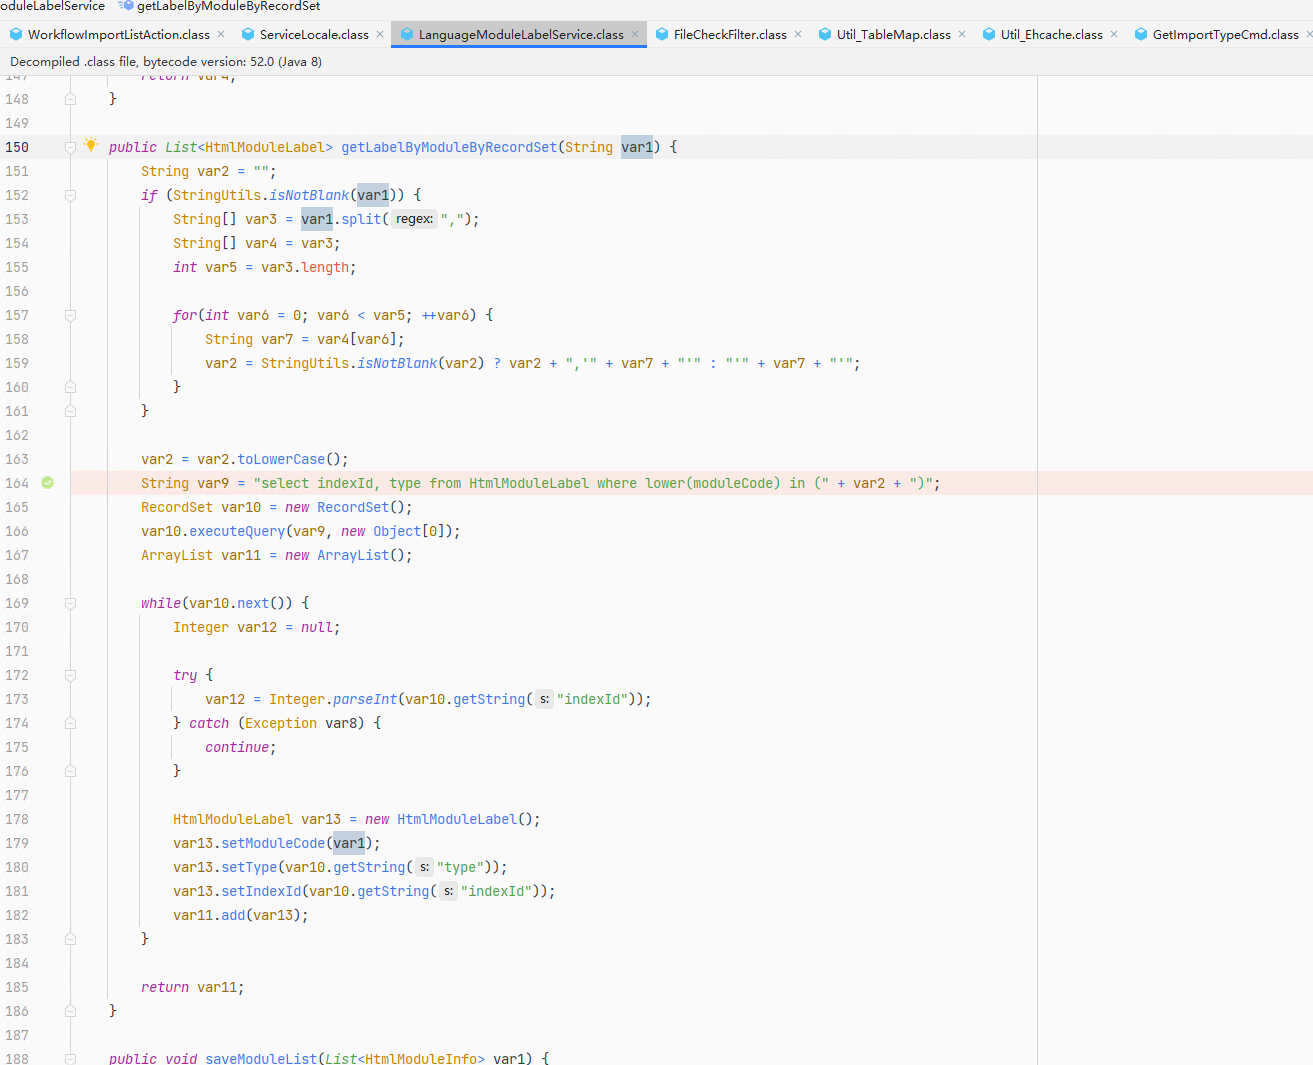 oduleLabelService getLabelByModuleByRecordSet
WorkflowImportListAction.class ServiceLocale.class LanguageModuleLabelService.class FileCheckFilter.class Util_TableMap.class Util_Ehcache.class GetImportTypeCmd.class
Decompiled .class file, bytecode version: 52.0 (Java 8)
147 return var4;
148 }
149
150 public List<HtmlModuleLabel> getLabelByModuleByRecordSet(String var1) {
151 String var2 = "";
152 if (StringUtils.isNotBlank(var1)) {
153 String[] var3 = var1.split( regex: ",");
154 String[] var4 = var3;
155 int var5 = var3.length;
156
157 for(int var6 = 0; var6 < var5; ++var6) {
158 String var7 = var4[var6];
159 var2 = StringUtils.isNotBlank(var2) ? var2 + ",'" + var7 + "'" : "'" + var7 + "'";
160 }
161 }
162
163 var2 = var2.toLowerCase();
164 String var9 = "select indexId, type from HtmlModuleLabel where lower(moduleCode) in (" + var2 + ")";
165 RecordSet var10 = new RecordSet();
166 var10.executeQuery(var9, new Object[0]);
167 ArrayList var11 = new ArrayList();
168
169 while(var10.next()) {
170 Integer var12 = null;
171
172 try {
173 var12 = Integer.parseInt(var10.getString( s: "indexId"));
174 } catch (Exception var8) {
175 continue;
176 }
177
178 HtmlModuleLabel var13 = new HtmlModuleLabel();
179 var13.setModuleCode(var1);
180 var13.setType(var10.getString( s: "type"));
181 var13.setIndexId(var10.getString( s: "indexId"));
182 var11.add(var13);
183 }
184
185 return var11;
186 }
187
188 public void saveModuleList(List<HtmlModuleInfo> var1) {